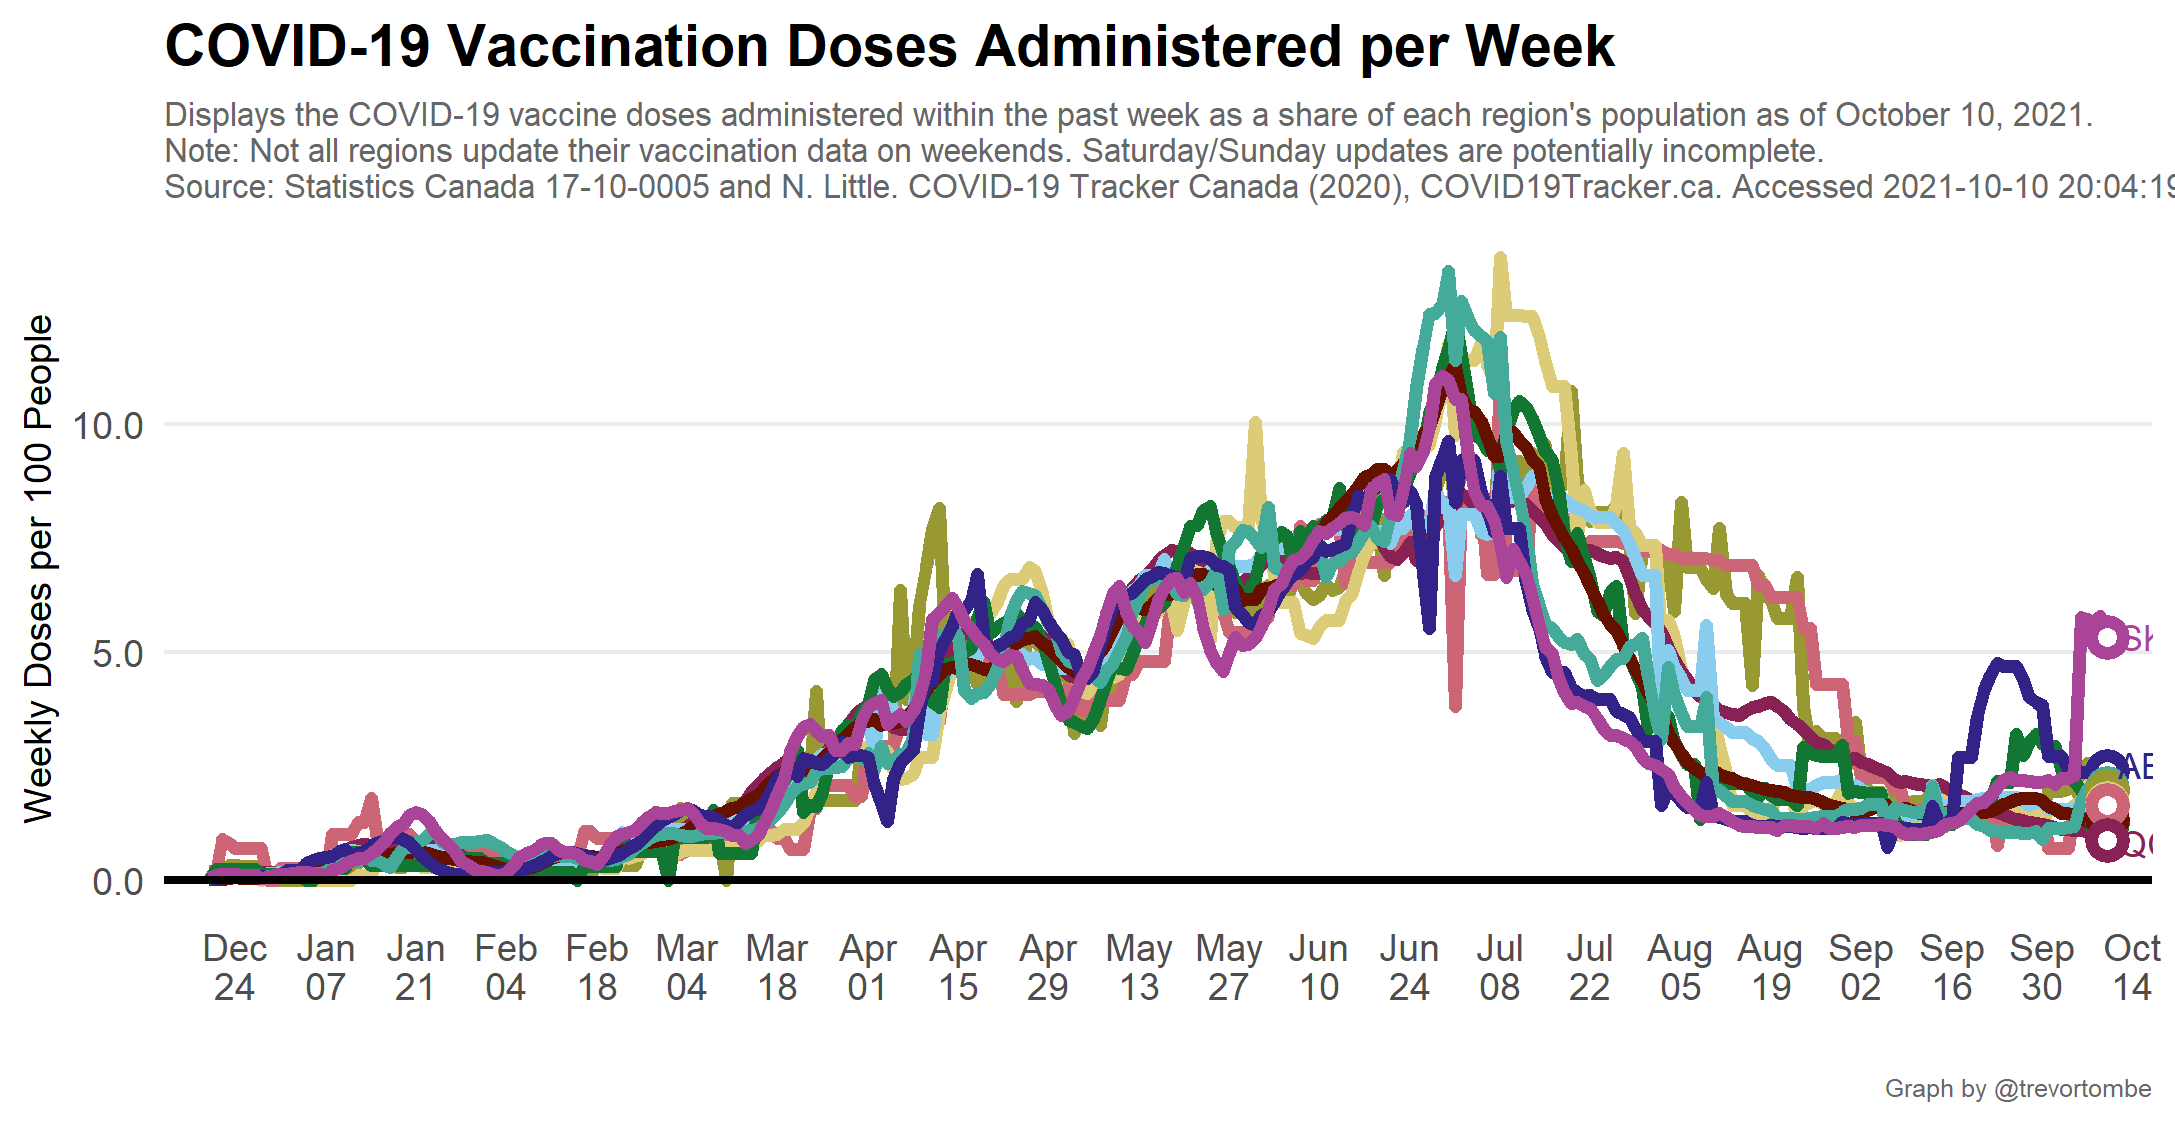 COVID-19 Vaccination Doses Administered per Week
Displays the COVID-19 vaccine doses administered within the past week as a share of each region's population as of October 10, 2021.
Note: Not all regions update their vaccination data on weekends. Saturday/Sunday updates are potentially incomplete.
Source: Statistics Canada 17-10-0005 and N. Little. COVID-19 Tracker Canada (2020), COVID19Tracker.ca. Accessed 2021-10-10 20:04:19
Weekly Doses per 100 People
10.0
5.0
0.0
SK
AB
QC
Dec Jan Jan Feb Feb Mar Mar Apr Apr Apr May May Jun Jun Jul Jul Aug Aug Sep Sep Sep Oct
24 07 21 04 18 04 18 01 15 29 13 27 10 24 08 22 05 19 02 16 30 14
Graph by @trevortombe